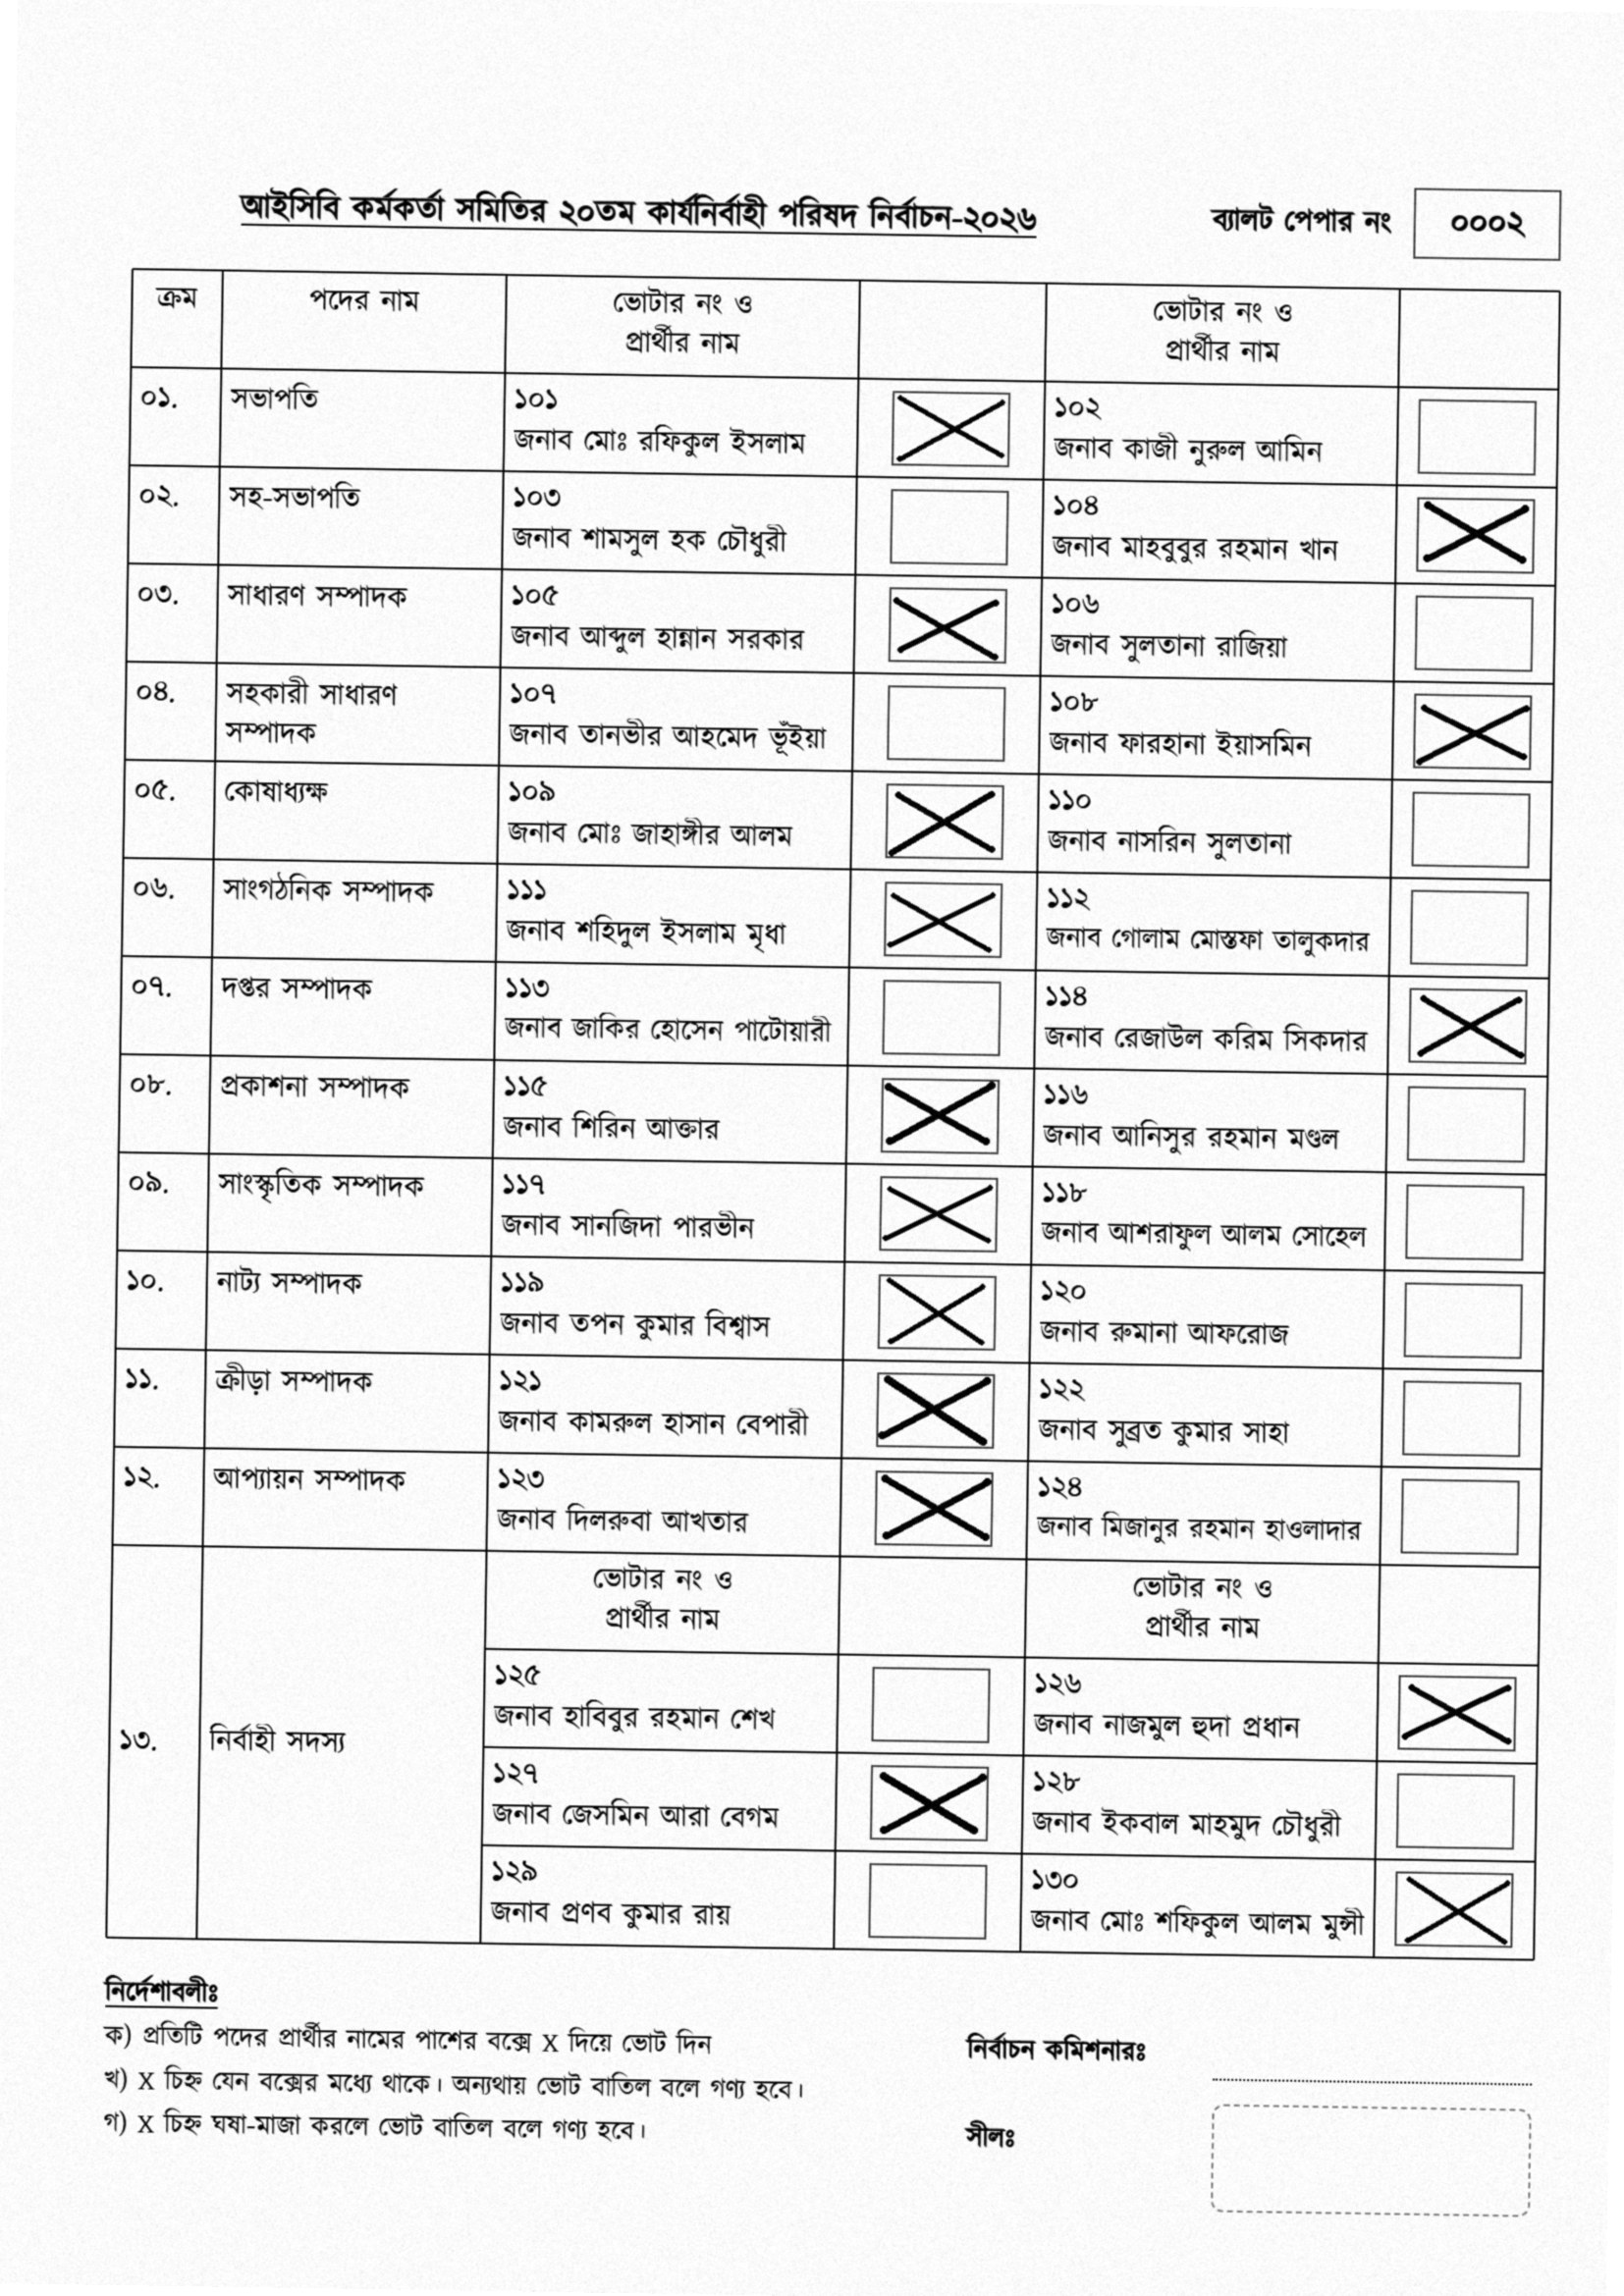 আইসিবি কর্মকর্তা সমিতির ২০তম কার্যনির্বাহী পরিষদ নির্বাচন-২০২৬
ব্যালট পেপার নং ০০০২
ক্রম পদের নাম ভোটার নং ও প্রার্থীর নাম ভোটার নং ও প্রার্থীর নাম
০১. সভাপতি ১০১ ১০২
জনাব মোঃ রফিকুল ইসলাম জনাব কাজী নুরুল আমিন
০২. সহ-সভাপতি ১০৩ ১০৪
জনাব শামসুল হক চৌধুরী জনাব মাহবুবুর রহমান খান
০৩. সাধারণ সম্পাদক ১০৫ ১০৬
জনাব আব্দুল হান্নান সরকার জনাব সুলতানা রাজিয়া
০৪. সহকারী সাধারণ ১০৭ ১০৮
সম্পাদক জনাব তানভীর আহমেদ ভূঁইয়া জনাব ফারহানা ইয়াসমিন
০৫. কোষাধ্যক্ষ ১০৯ ১১০
জনাব মোঃ জাহাঙ্গীর আলম জনাব নাসরিন সুলতানা
০৬. সাংগঠনিক সম্পাদক ১১১ ১১২
জনাব শহিদুল ইসলাম মৃধা জনাব গোলাম মোস্তফা তালুকদার
০৭. দপ্তর সম্পাদক ১১৩ ১১৪
জনাব জাকির হোসেন পাটোয়ারী জনাব রেজাউল করিম সিকদার
০৮. প্রকাশনা সম্পাদক ১১৫ ১১৬
জনাব শিরিন আক্তার জনাব আনিসুর রহমান মণ্ডল
০৯. সাংস্কৃতিক সম্পাদক ১১৭ ১১৮
জনাব সানজিদা পারভীন জনাব আশরাফুল আলম সোহেল
১০. নাট্য সম্পাদক ১১৯ ১২০
জনাব তপন কুমার বিশ্বাস জনাব রুমানা আফরোজ
১১. ক্রীড়া সম্পাদক ১২১ ১২২
জনাব কামরুল হাসান বেপারী জনাব সুব্রত কুমার সাহা
১২. আপ্যায়ন সম্পাদক ১২৩ ১২৪
জনাব দিলরুবা আখতার জনাব মিজানুর রহমান হাওলাদার
ভোটার নং ও ভোটার নং ও
প্রার্থীর নাম প্রার্থীর নাম
১২৫ ১২৬
১৩. নির্বাহী সদস্য জনাব হাবিবুর রহমান শেখ জনাব নাজমুল হুদা প্রধান
১২৭ ১২৮
জনাব জেসমিন আরা বেগম জনাব ইকবাল মাহমুদ চৌধুরী
১২৯ ১৩০
জনাব প্রণব কুমার রায় জনাব মোঃ শফিকুল আলম মুন্সী
নির্দেশাবলীঃ
ক) প্রতিটি পদের প্রার্থীর নামের পাশের বক্সে X দিয়ে ভোট দিন
খ) X চিহ্ন যেন বক্সের মধ্যে থাকে। অন্যথায় ভোট বাতিল বলে গণ্য হবে।
গ) X চিহ্ন ঘষা-মাজা করলে ভোট বাতিল বলে গণ্য হবে।
নির্বাচন কমিশনারঃ
সীলঃ